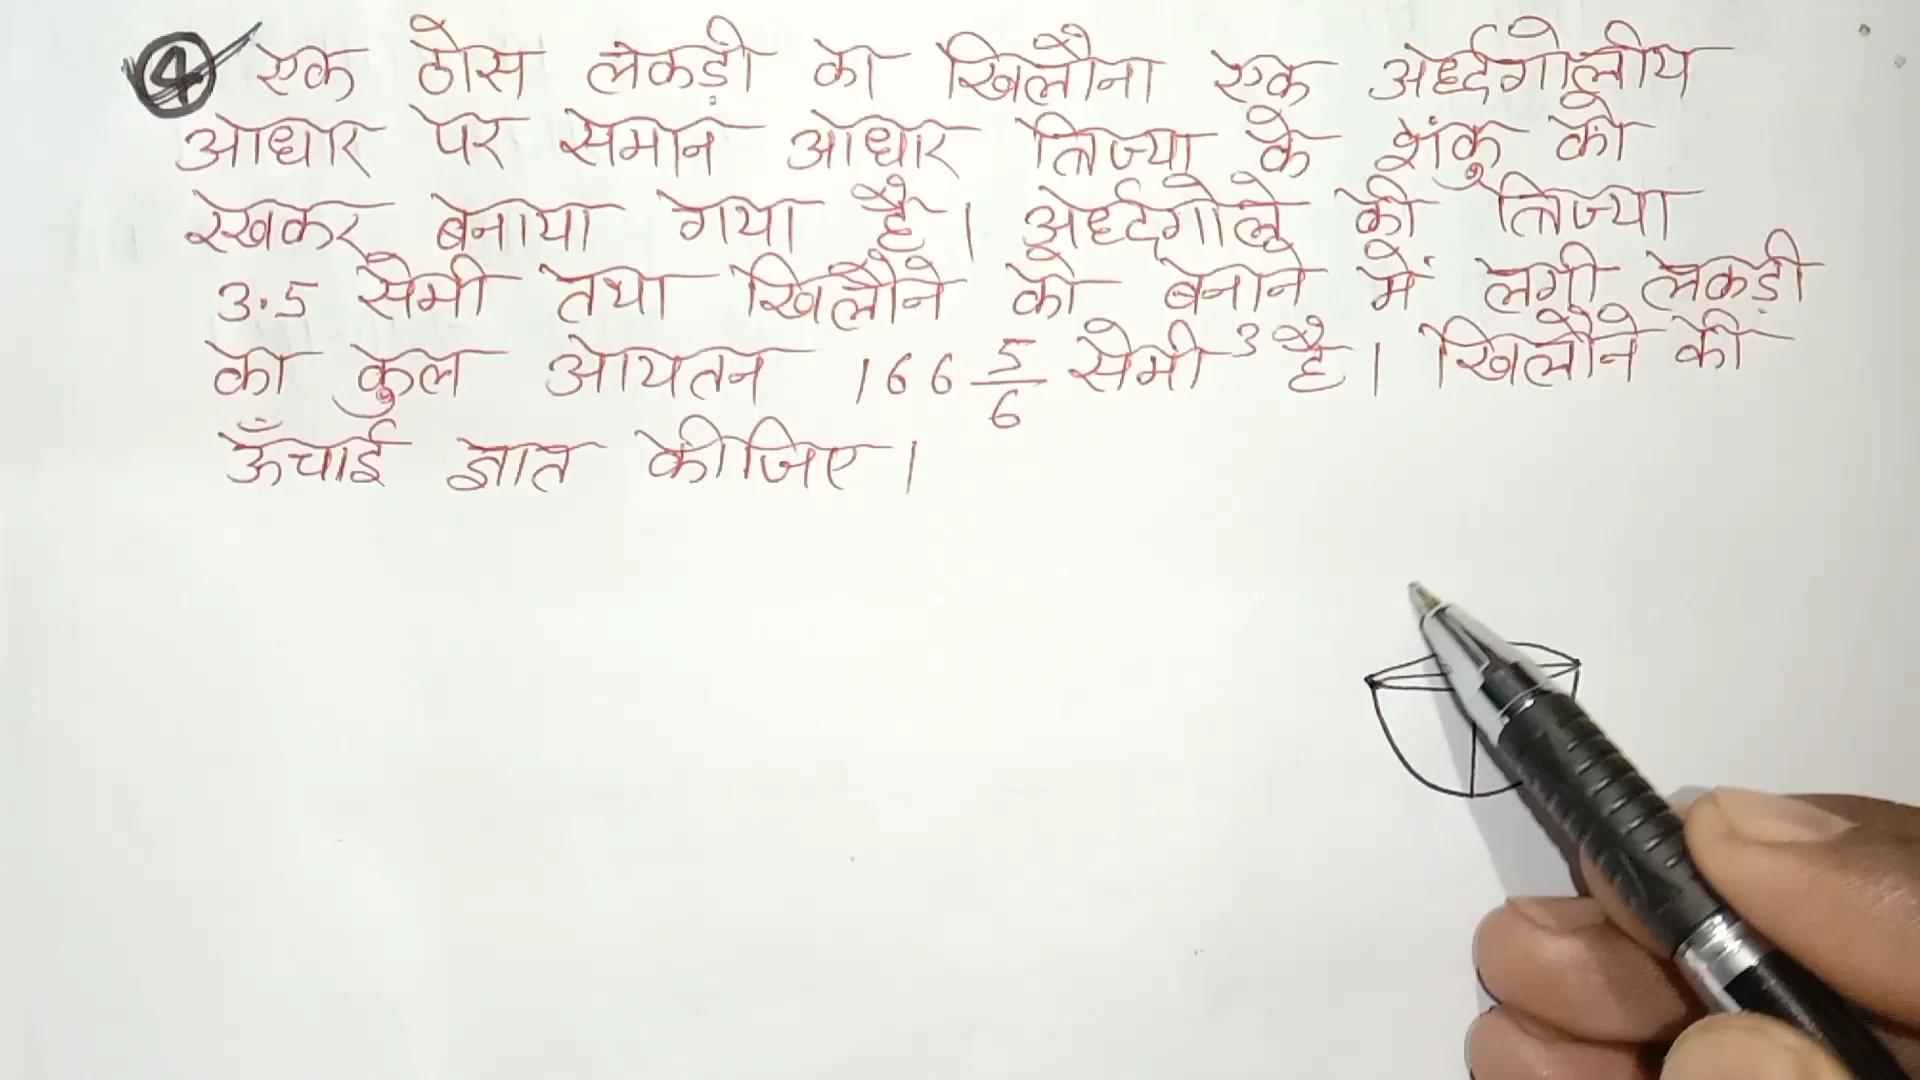 4 एक ठोस लकड़ी का खिलौना एक अर्द्धगोलीय
आधार पर समान आधार त्रिज्या के शंकु को
रखकर बनाया गया है। अर्द्धगोले की त्रिज्या
3.5 सेमी तथा खिलौने को बनाने में लगी लकड़ी
का कुल आयतन 166 5/6 सेमी³ है। खिलौने की
ऊँचाई ज्ञात कीजिए।